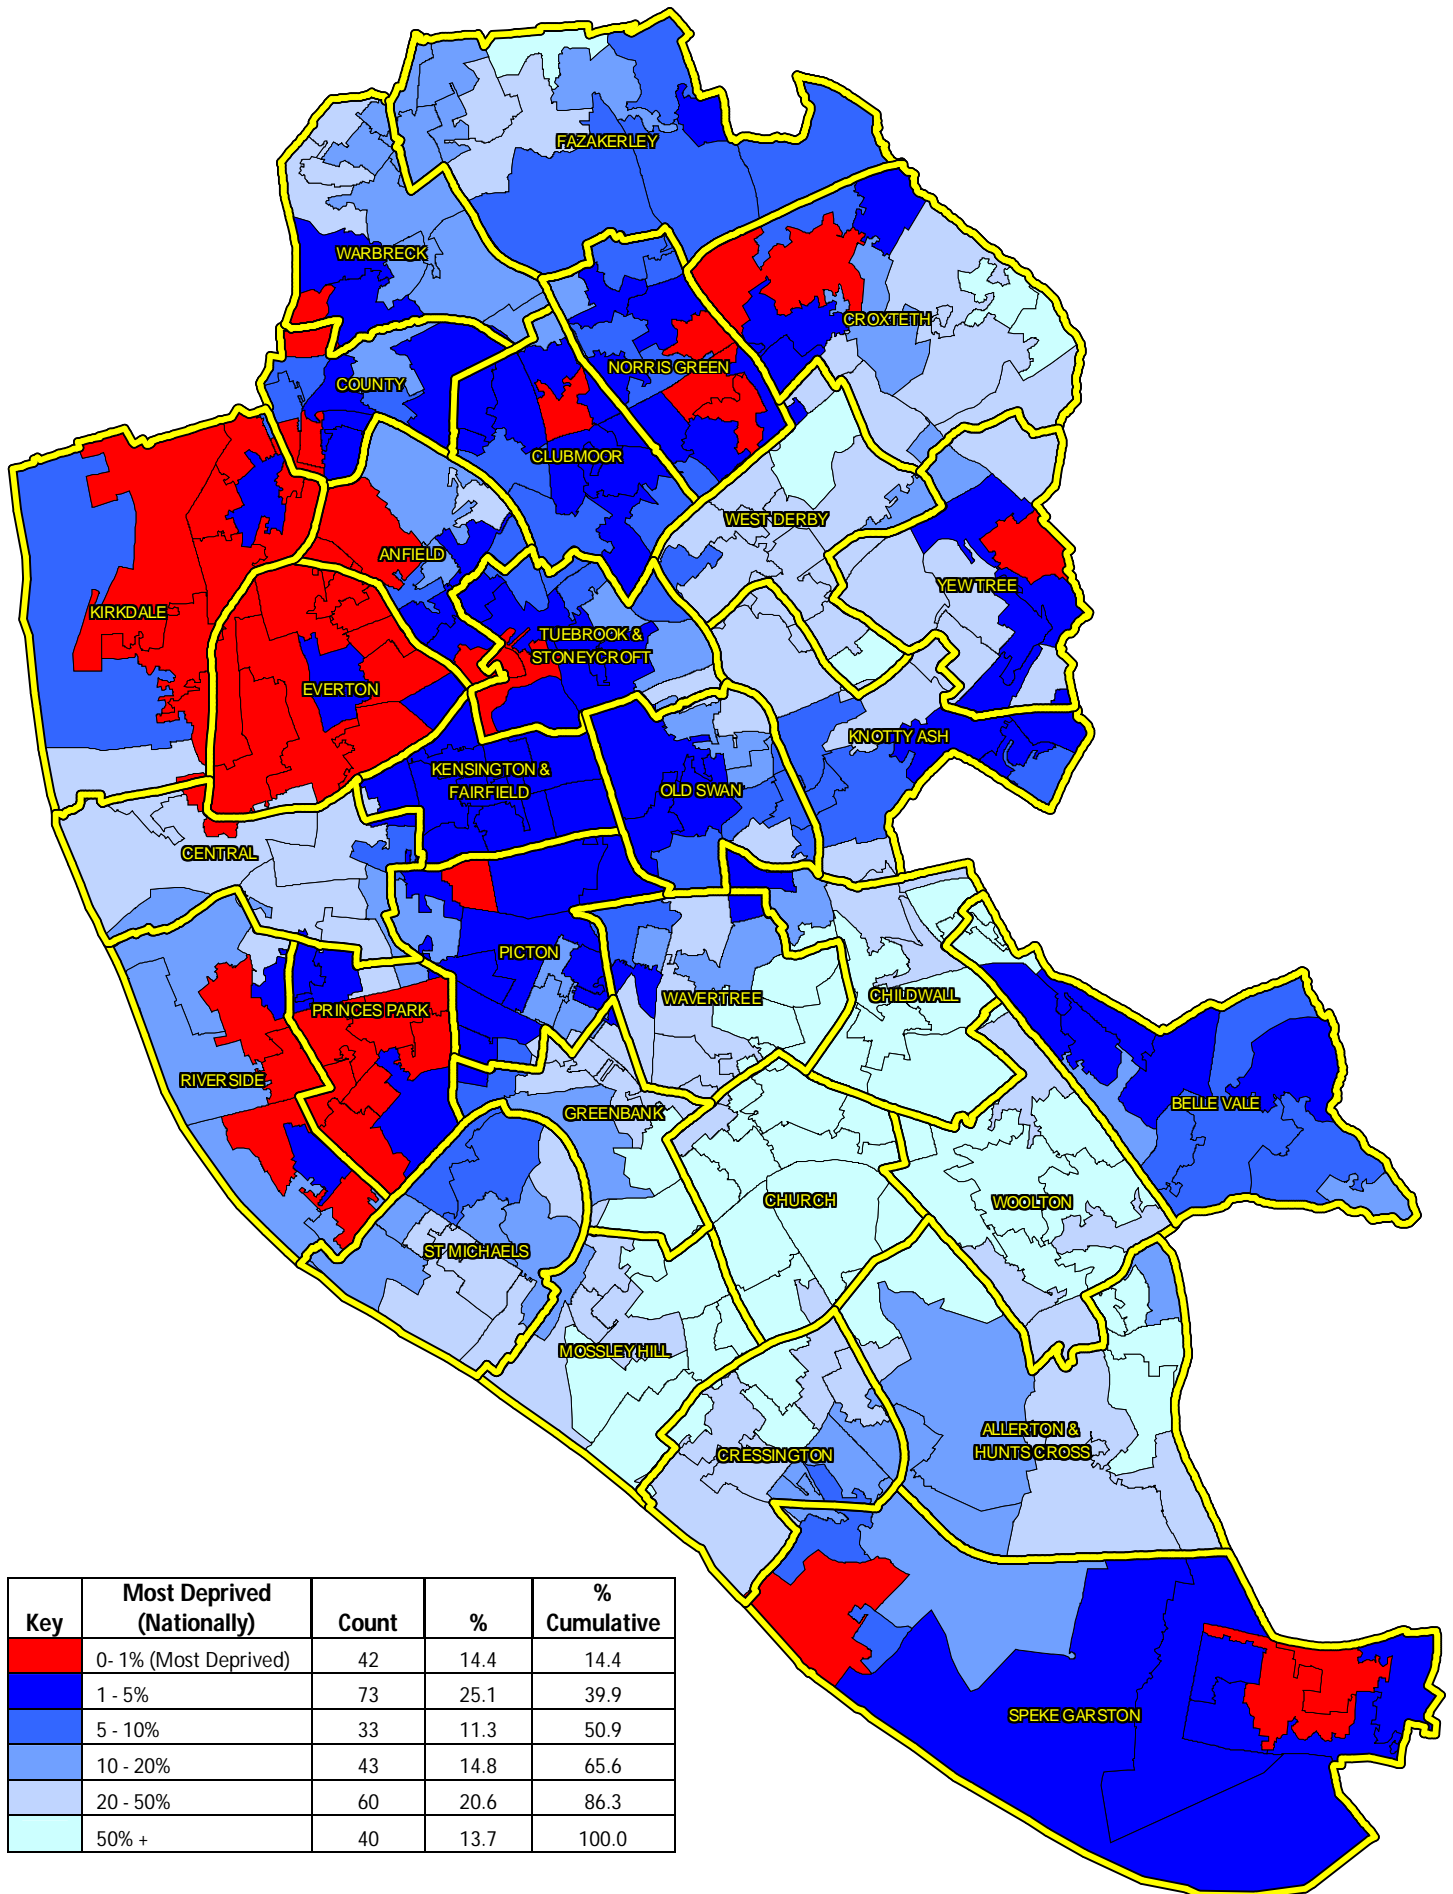 FAZAKERLEY
WARBRECK
CROXTETH
NORRIS GREEN
COUNTY
CLUBMOOR
WEST DERBY
ANFIELD
YEW TREE
KIRKDALE
TUEBROOK &
STONEYCROFT
EVERTON
KNOTTY ASH
KENSINGTON &
FAIRFIELD
OLD SWAN
CENTRAL
PICTON
WAVERTREE
CHILDWALL
PRINCES PARK
RIVERSIDE
BELLE VALE
GREENBANK
CHURCH
WOOLTON
ST MICHAELS
MOSSLEY HILL
ALLERTON &
HUNTS CROSS
CRESSINGTON
SPEKE GARSTON
Key Most Deprived (Nationally) Count % % Cumulative
0- 1% (Most Deprived) 42 14.4 14.4
1 - 5% 73 25.1 39.9
5 - 10% 33 11.3 50.9
10 - 20% 43 14.8 65.6
20 - 50% 60 20.6 86.3
50% + 40 13.7 100.0